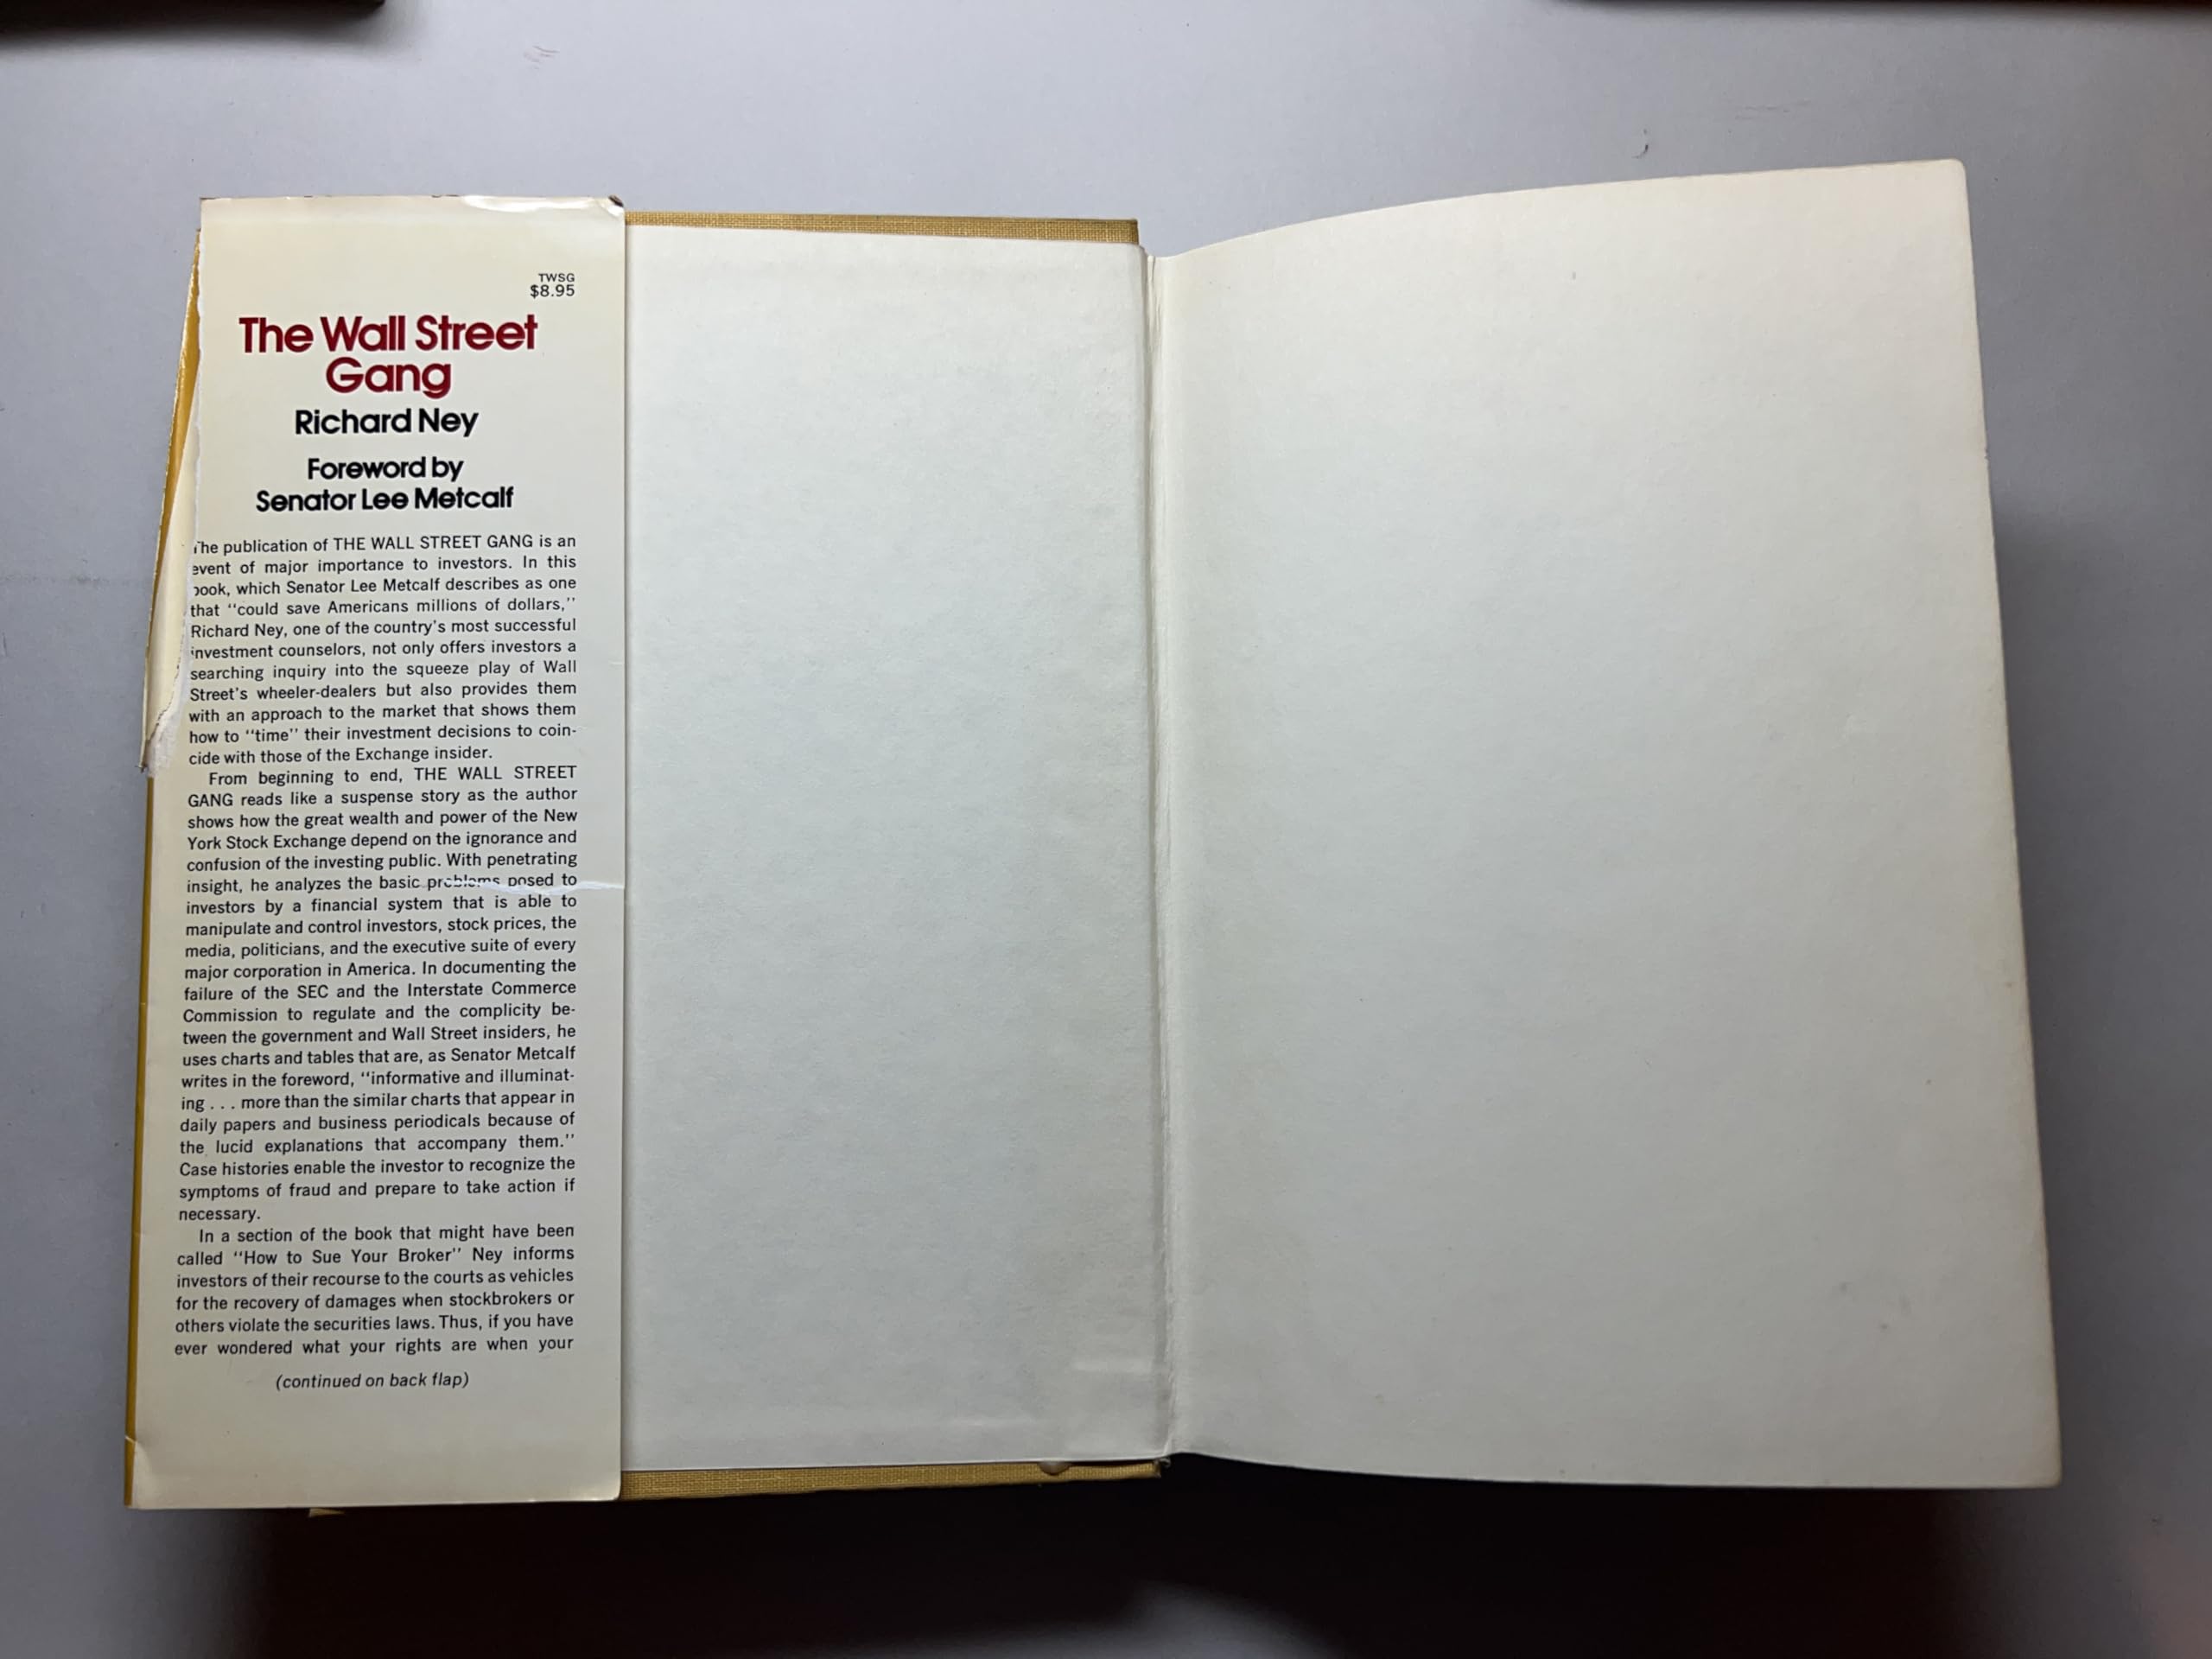 TWSG
$8.95
The Wall Street
Gang
Richard Ney
Foreword by
Senator Lee Metcalf
The publication of THE WALL STREET GANG is an
event of major importance to investors. In this
book, which Senator Lee Metcalf describes as one
that “could save Americans millions of dollars,”
Richard Ney, one of the country's most successful
investment counselors, not only offers investors a
searching inquiry into the squeeze play of Wall
Street's wheeler-dealers but also provides them
with an approach to the market that shows them
how to “time” their investment decisions to coin-
cide with those of the Exchange insider.
From beginning to end, THE WALL STREET
GANG reads like a suspense story as the author
shows how the great wealth and power of the New
York Stock Exchange depend on the ignorance and
confusion of the investing public. With penetrating
insight, he analyzes the basic problems posed to
investors by a financial system that is able to
manipulate and control investors, stock prices, the
media, politicians, and the executive suite of every
major corporation in America. In documenting the
failure of the SEC and the Interstate Commerce
Commission to regulate and the complicity be-
tween the government and Wall Street insiders, he
uses charts and tables that are, as Senator Metcalf
writes in the foreword, “informative and illuminat-
ing . . . more than the similar charts that appear in
daily papers and business periodicals because of
the lucid explanations that accompany them.”
Case histories enable the investor to recognize the
symptoms of fraud and prepare to take action if
necessary.
In a section of the book that might have been
called “How to Sue Your Broker” Ney informs
investors of their recourse to the courts as vehicles
for the recovery of damages when stockbrokers or
others violate the securities laws. Thus, if you have
ever wondered what your rights are when your
(continued on back flap)